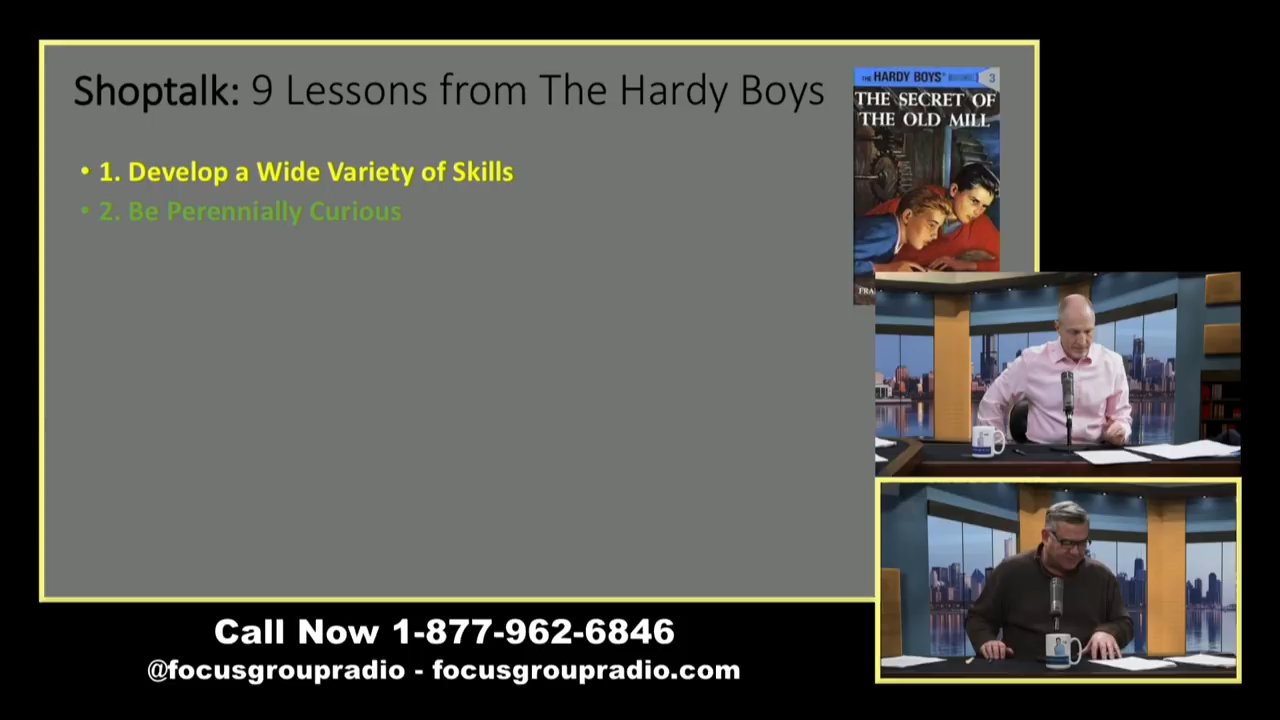 Shoptalk: 9 Lessons from The Hardy Boys
• 1. Develop a Wide Variety of Skills
• 2. Be Perennially Curious
THE HARDY BOYS 3
THE SECRET OF
THE OLD MILL
FRA
Call Now 1-877-962-6846
@focusgroupradio - focusgroupradio.com